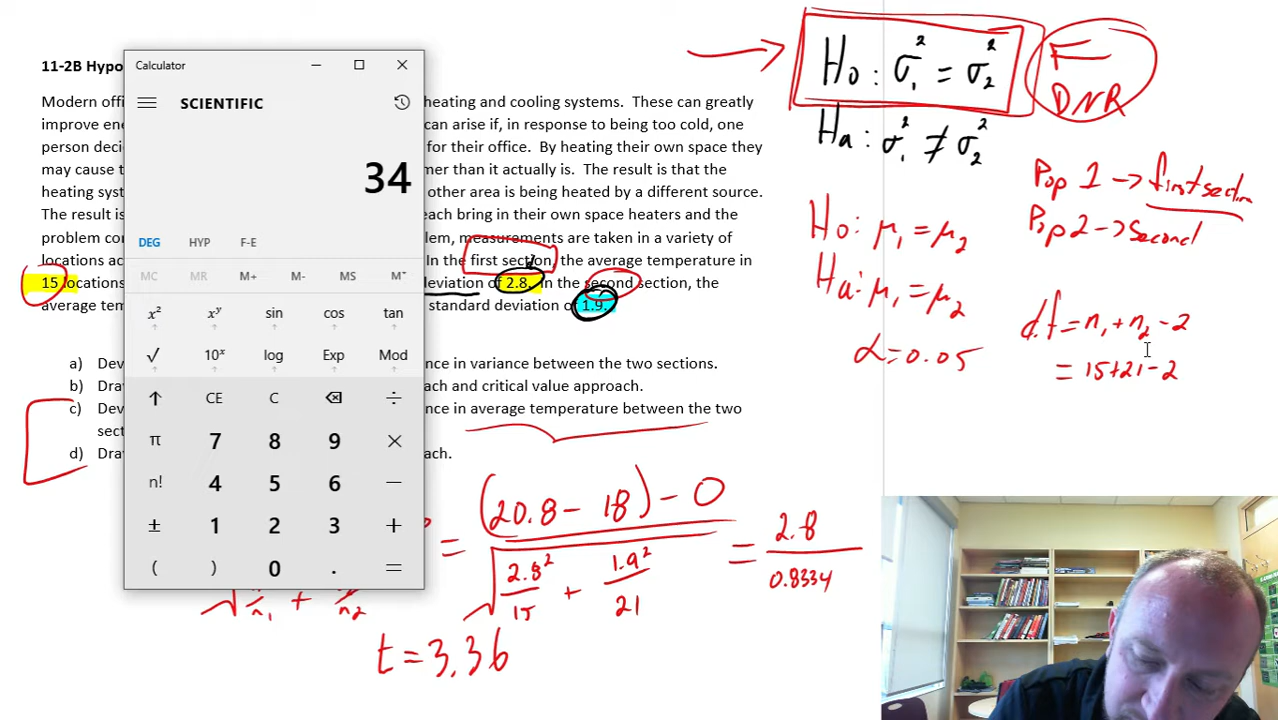 11-2B Hypo
Modern offi heating and cooling systems. These can greatly
improve ene can arise if, in response to being too cold, one
person deci for their office. By heating their own space they
may cause t mer than it actually is. The result is that the
heating syst other area is being heated by a different source.
The result is each bring in their own space heaters and the
problem con lem, measurements are taken in a variety of
locations ac In the first section, the average temperature in
15 locations deviation of 2.8. In the second section, the
average tem standard deviation of 1.9.
a) Dev nce in variance between the two sections.
b) Drav ach and critical value approach.
c) Dev nce in average temperature between the two
sect
d) Drav ach.
Calculator
SCIENTIFIC
34
DEG HYP F-E
MC MR M+ M- MS M˅
x² xʸ sin cos tan
√ 10ˣ log Exp Mod
↑ CE C ÷
π 7 8 9 ×
n! 4 5 6 −
± 1 2 3 +
( ) 0 . =
Ho: σ₁² = σ₂²
DNR
Ha: σ₁² ≠ σ₂²
Pop 1 → first section
Pop 2 → Second
Ho: μ₁ = μ₂
Ha: μ₁ = μ₂
α = 0.05
d.f = n₁ + n₂ - 2
= 15+21-2
= (20.8 - 18) - 0 / √ 2.8²/15 + 1.9²/21 = 2.8/0.8334
n₁ + n₂
t = 3.36